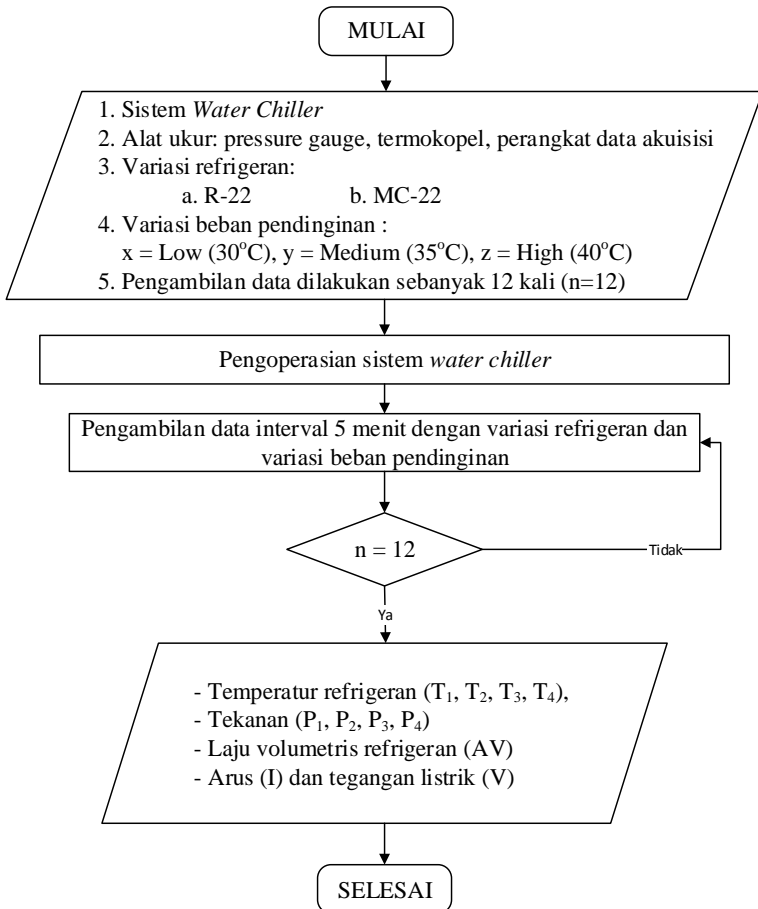 MULAI
1. Sistem Water Chiller
2. Alat ukur: pressure gauge, termokopel, perangkat data akuisisi
3. Variasi refrigeran:
a. R-22 b. MC-22
4. Variasi beban pendinginan :
x = Low (30°C), y = Medium (35°C), z = High (40°C)
5. Pengambilan data dilakukan sebanyak 12 kali (n=12)
Pengoperasian sistem water chiller
Pengambilan data interval 5 menit dengan variasi refrigeran dan
variasi beban pendinginan
n = 12
Tidak
Ya
- Temperatur refrigeran (T₁, T₂, T₃, T₄),
- Tekanan (P₁, P₂, P₃, P₄)
- Laju volumetris refrigeran (AV)
- Arus (I) dan tegangan listrik (V)
SELESAI